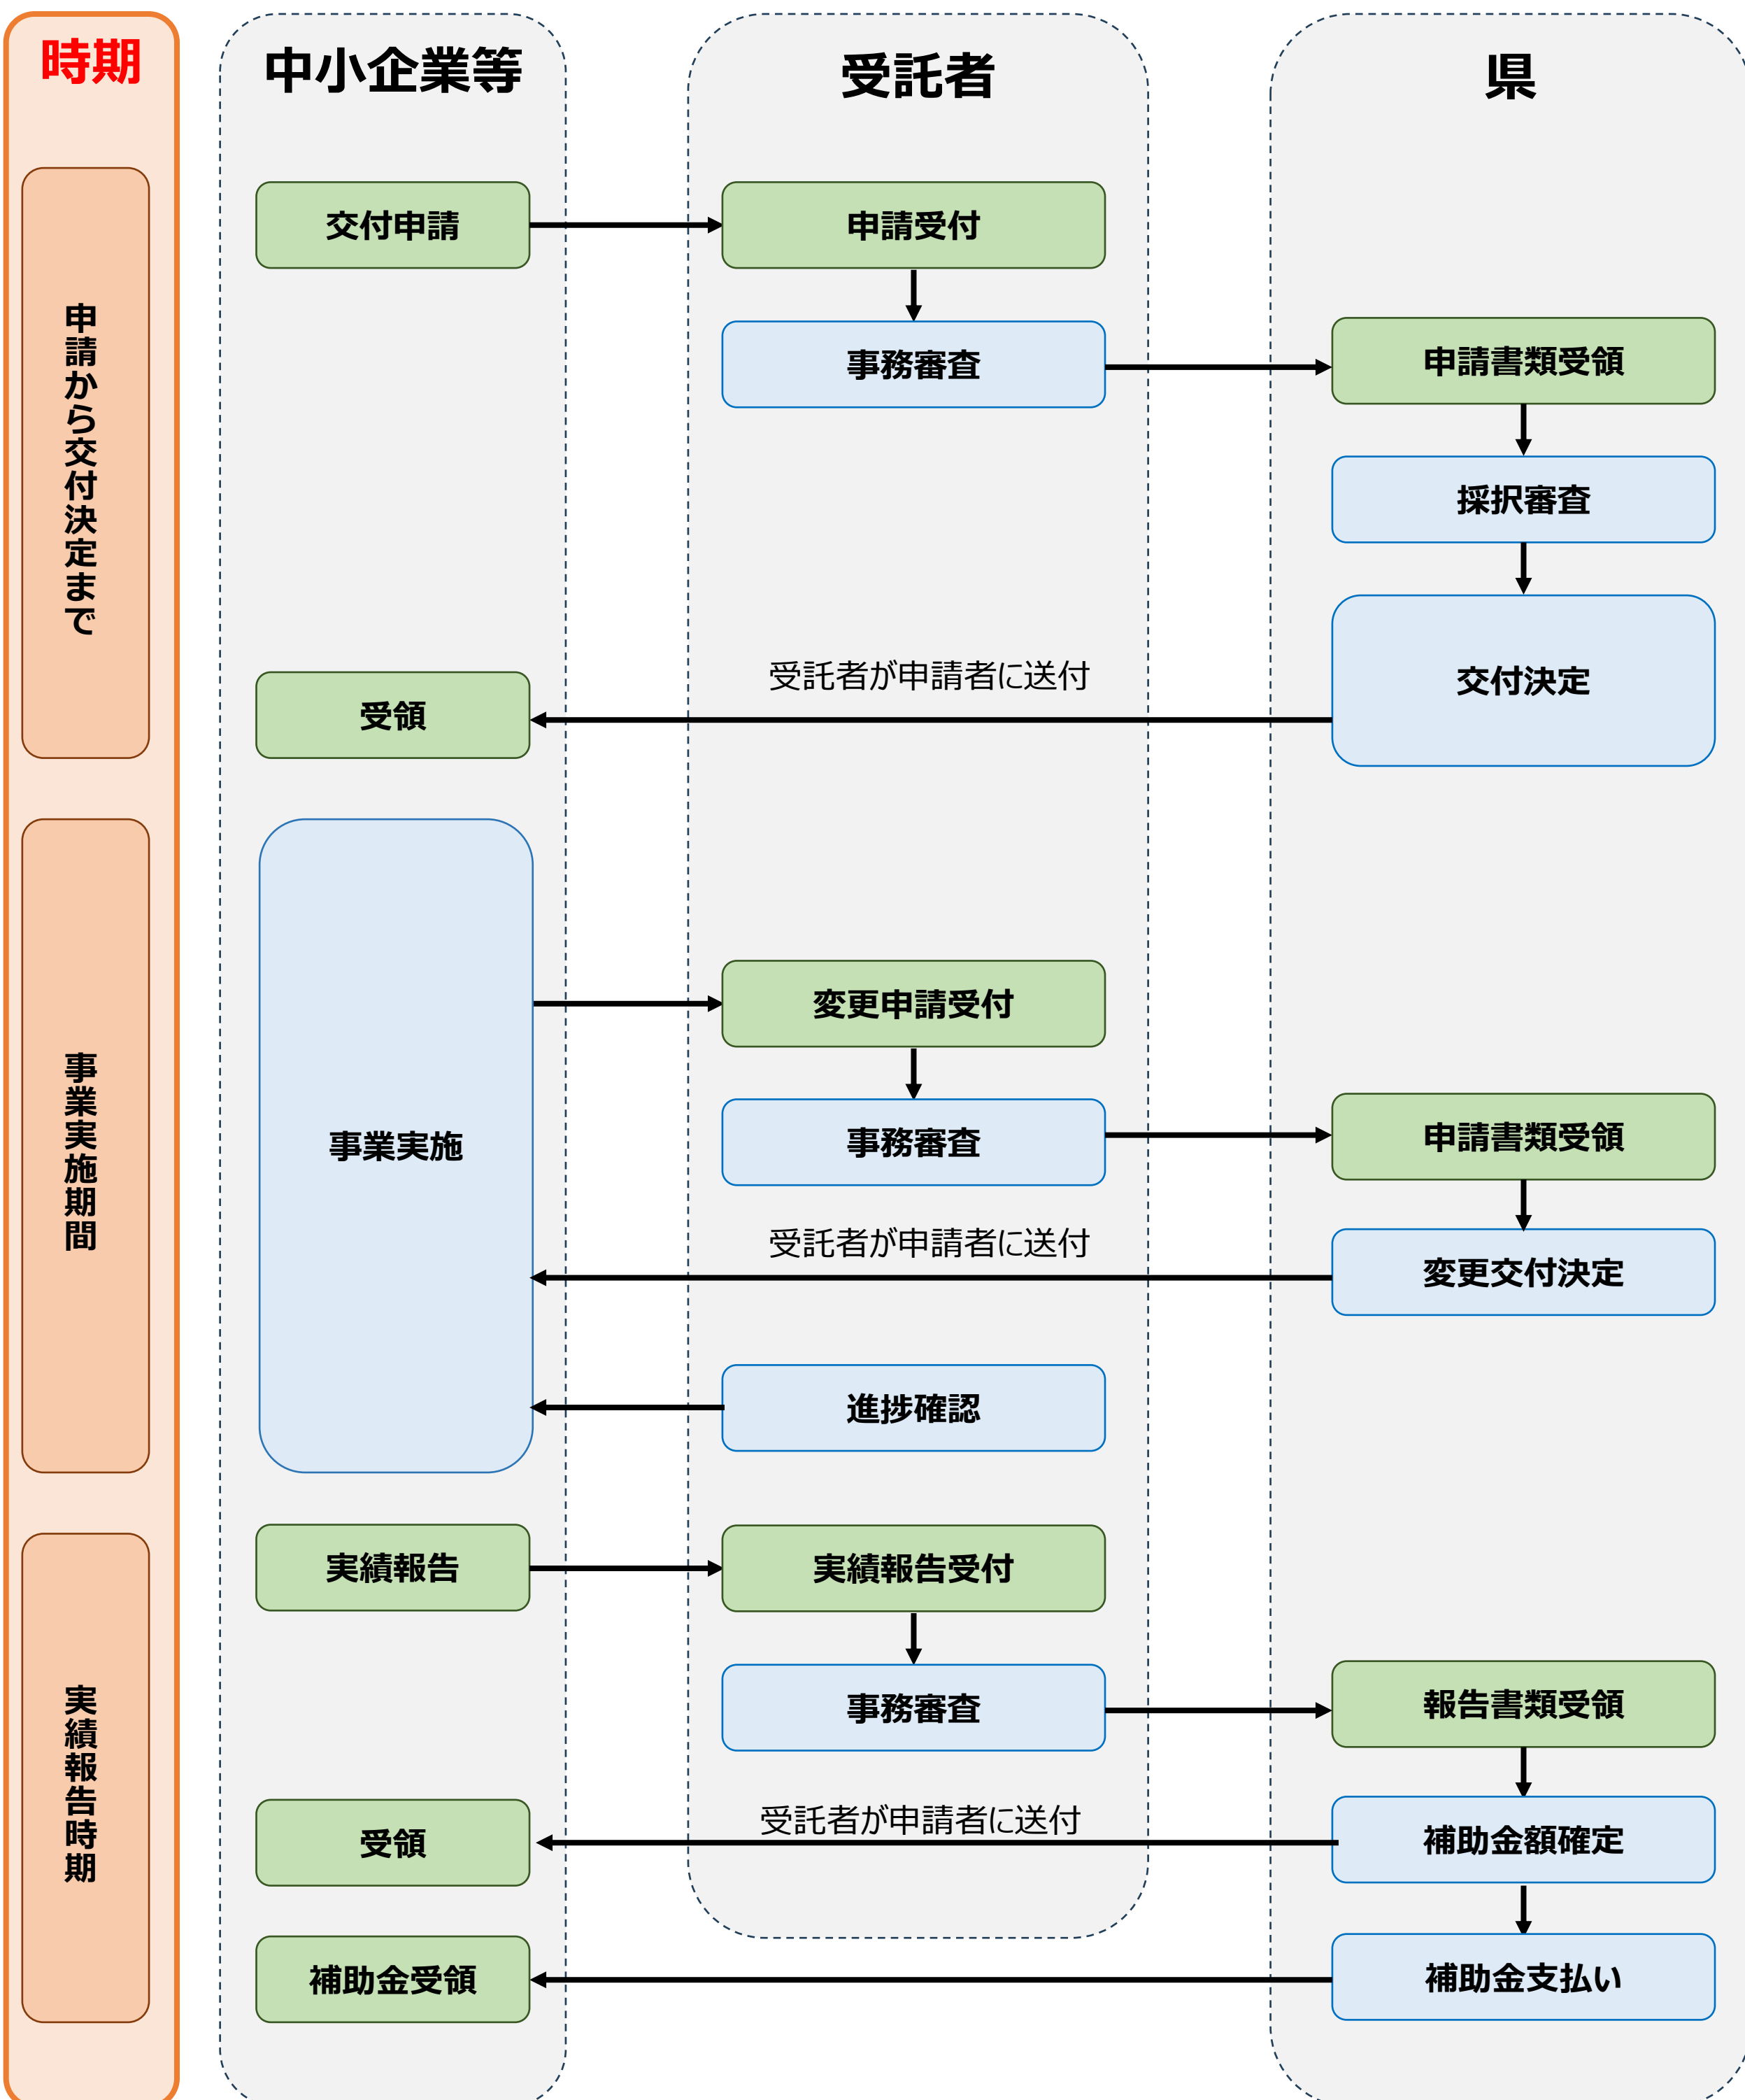 時期
中小企業等
受託者
県
申請から交付決定まで
交付申請
申請受付
事務審査
申請書類受領
採択審査
交付決定
受託者が申請者に送付
受領
事業実施期間
事業実施
変更申請受付
事務審査
申請書類受領
受託者が申請者に送付
変更交付決定
進捗確認
実績報告時期
実績報告
実績報告受付
事務審査
報告書類受領
受託者が申請者に送付
受領
補助金額確定
補助金受領
補助金支払い